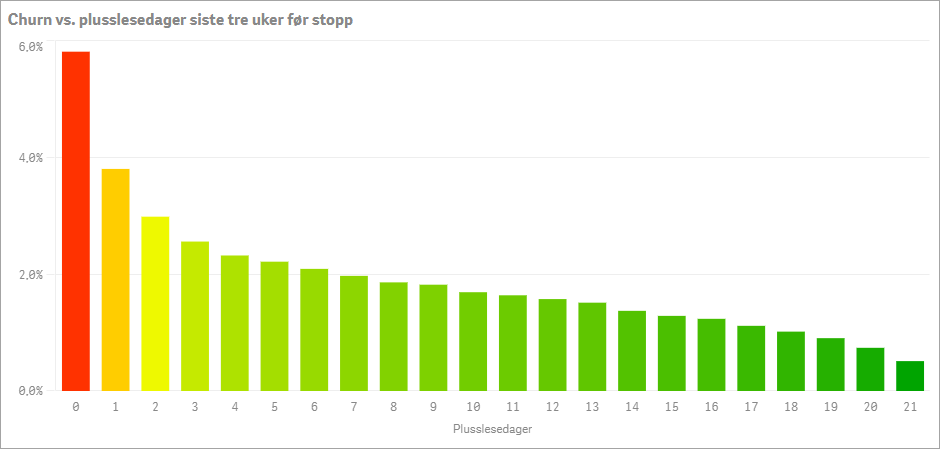 Churn vs. plusslesedager siste tre uker før stopp
6,0%
4,0%
2,0%
0,0%
0 1 2 3 4 5 6 7 8 9 10 11 12 13 14 15 16 17 18 19 20 21
Plusslesedager